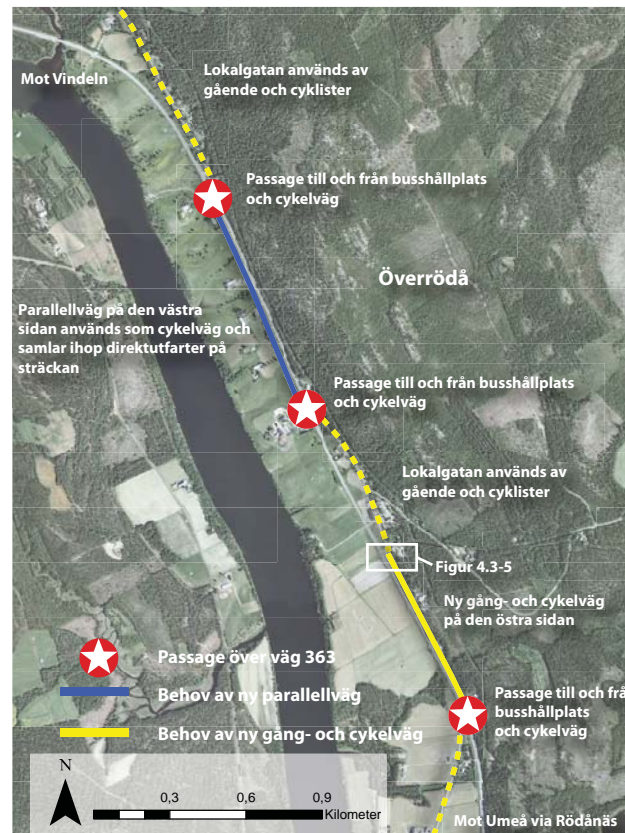 Mot Vindeln
Lokalgatan används av
gående och cyklister
Passage till och från busshållplats
och cykelväg
Överrödå
Parallellväg på den västra
sidan används som cykelväg och
samlar ihop direktutfarter på
sträckan
Passage till och från busshållplats
och cykelväg
Lokalgatan används av
gående och cyklister
Figur 4.3-5
Ny gång- och cykelväg
på den östra sidan
Passage över väg 363
Behov av ny parallellväg
Behov av ny gång- och cykelväg
Passage till och frå
busshållplats
och cykelväg
N
0,3 0,6 0,9
Kilometer
Mot Umeå via Rödånäs